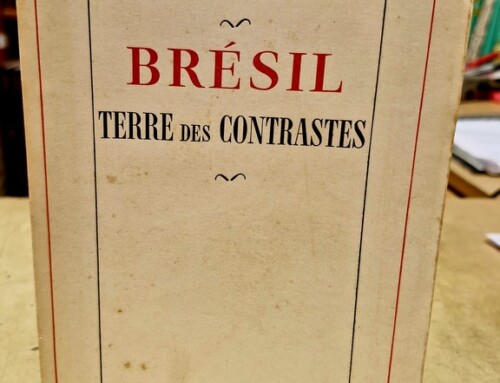 BRÉSIL
TERRE DES CONTRASTES